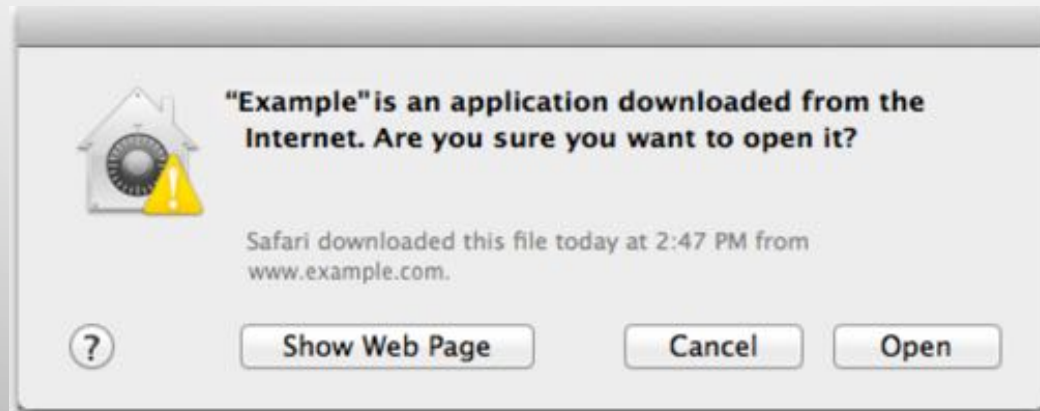 “Example” is an application downloaded from the
Internet. Are you sure you want to open it?
Safari downloaded this file today at 2:47 PM from
www.example.com.
? Show Web Page Cancel Open